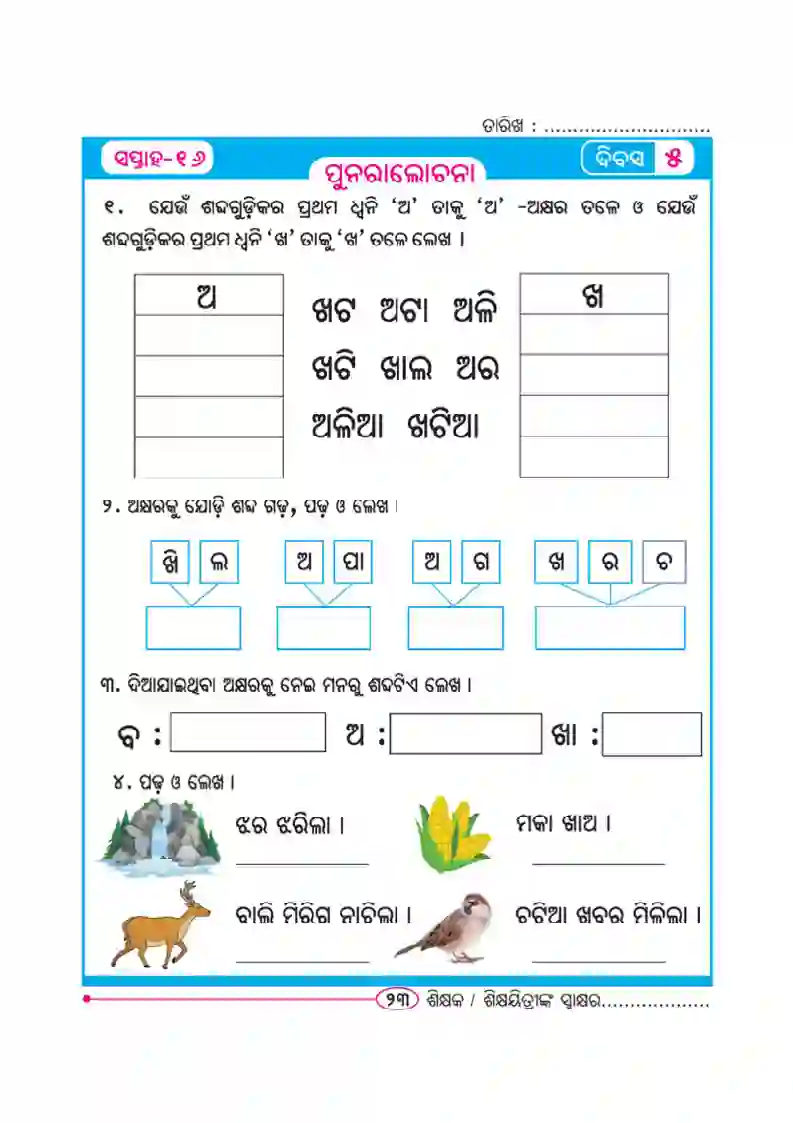 ତାରିଖ : .............................
ସପ୍ତାହ-୧୬
ଦିବସ ୫
ପୁନରାଲୋଚନା
୧. ଯେଉଁ ଶବ୍ଦଗୁଡ଼ିକର ପ୍ରଥମ ଧ୍ଵନି ‘ଅ’ ତାକୁ ‘ଅ’ -ଅକ୍ଷର ତଳେ ଓ ଯେଉଁ
ଶବ୍ଦଗୁଡ଼ିକର ପ୍ରଥମ ଧ୍ଵନି ‘ଖ’ ତାକୁ ‘ଖ’ ତଳେ ଲେଖ ।
ଅ
ଖଟ ଅଟା ଅଳି
ଖଟି ଖାଲ ଅର
ଅଳିଆ ଖଟିଆ
ଖ
୨. ଅକ୍ଷରକୁ ଯୋଡ଼ି ଶବ୍ଦ ଗଢ଼, ପଢ଼ ଓ ଲେଖ ।
ଖି ଲ ଅ ପା ଅ ଗ ଖ ର ଚ
୩. ଦିଆଯାଇଥିବା ଅକ୍ଷରକୁ ନେଇ ମନରୁ ଶବ୍ଦଟିଏ ଲେଖ ।
ବ : ଅ : ଖା :
୪. ପଢ଼ ଓ ଲେଖ ।
ଝର ଝରିଲା । ମକା ଖାଅ ।
ବାଲି ମିରିଗ ନାଚିଲା । ଚଟିଆ ଖବର ମିଳିଲା ।
୨୩ ଶିକ୍ଷକ / ଶିକ୍ଷୟିତ୍ରୀଙ୍କ ସ୍ୱାକ୍ଷର...................